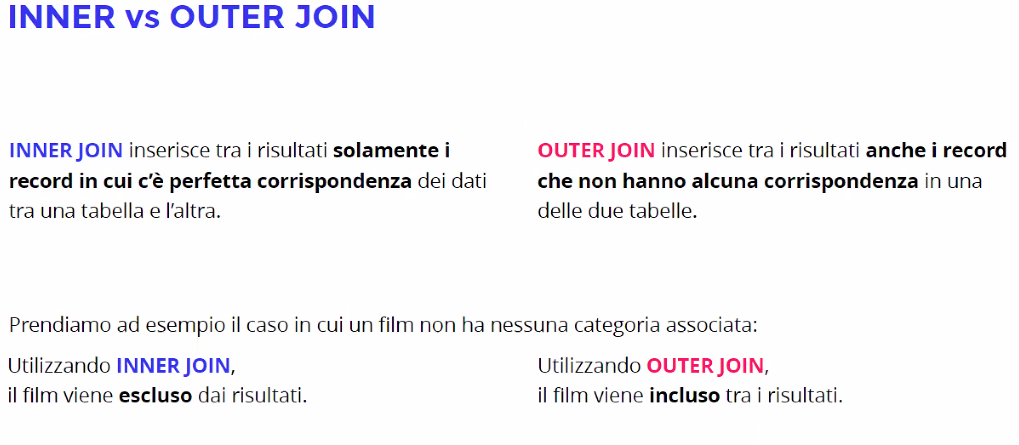 INNER vs OUTER JOIN
INNER JOIN inserisce tra i risultati solamente i
record in cui c'è perfetta corrispondenza dei dati
tra una tabella e l'altra.
OUTER JOIN inserisce tra i risultati anche i record
che non hanno alcuna corrispondenza in una
delle due tabelle.
Prendiamo ad esempio il caso in cui un film non ha nessuna categoria associata:
Utilizzando INNER JOIN,
il film viene escluso dai risultati.
Utilizzando OUTER JOIN,
il film viene incluso tra i risultati.